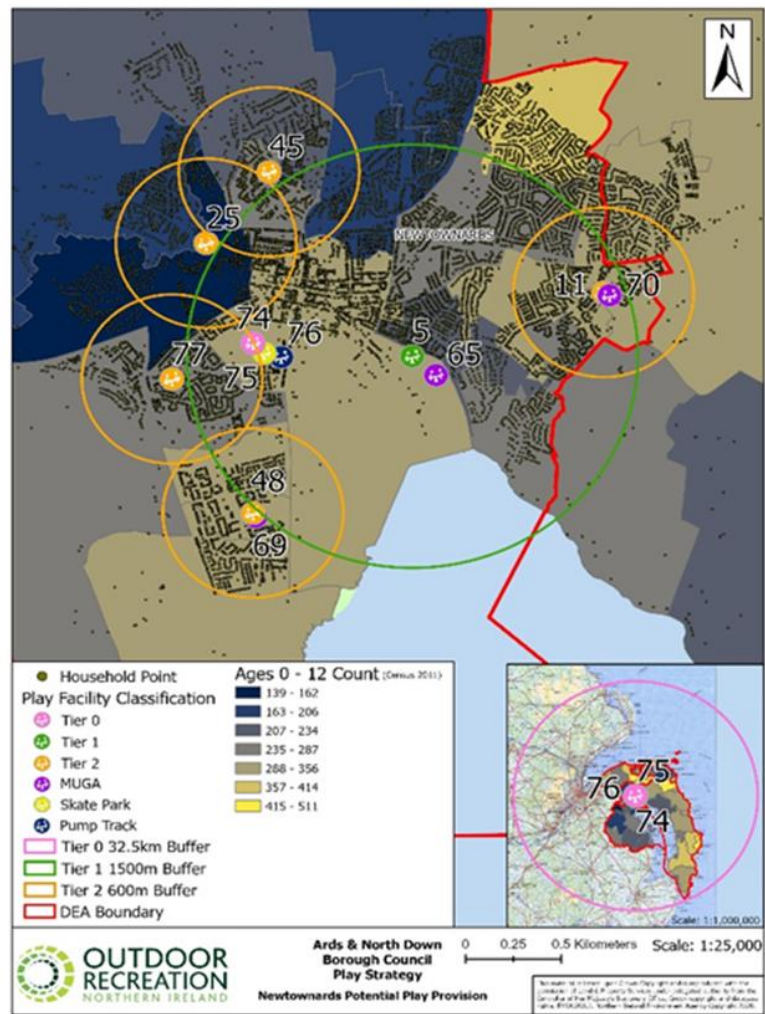 N
45
25
NEWTOWNARDS
11
70
74
76
5
65
77
75
48
69
Household Point
Play Facility Classification
Tier 0
Tier 1
Tier 2
MUGA
Skate Park
Pump Track
Tier 0 32.5km Buffer
Tier 1 1500m Buffer
Tier 2 600m Buffer
DEA Boundary
Ages 0 - 12 Count (Census 2011)
139 - 162
163 - 206
207 - 234
235 - 287
288 - 356
357 - 414
415 - 511
76
75
74
Scale: 1:1,000,000
OUTDOOR
RECREATION
NORTHERN IRELAND
Ards & North Down
Borough Council
Play Strategy
Newtownards Potential Play Provision
0 0.25 0.5 Kilometers
Scale: 1:25,000